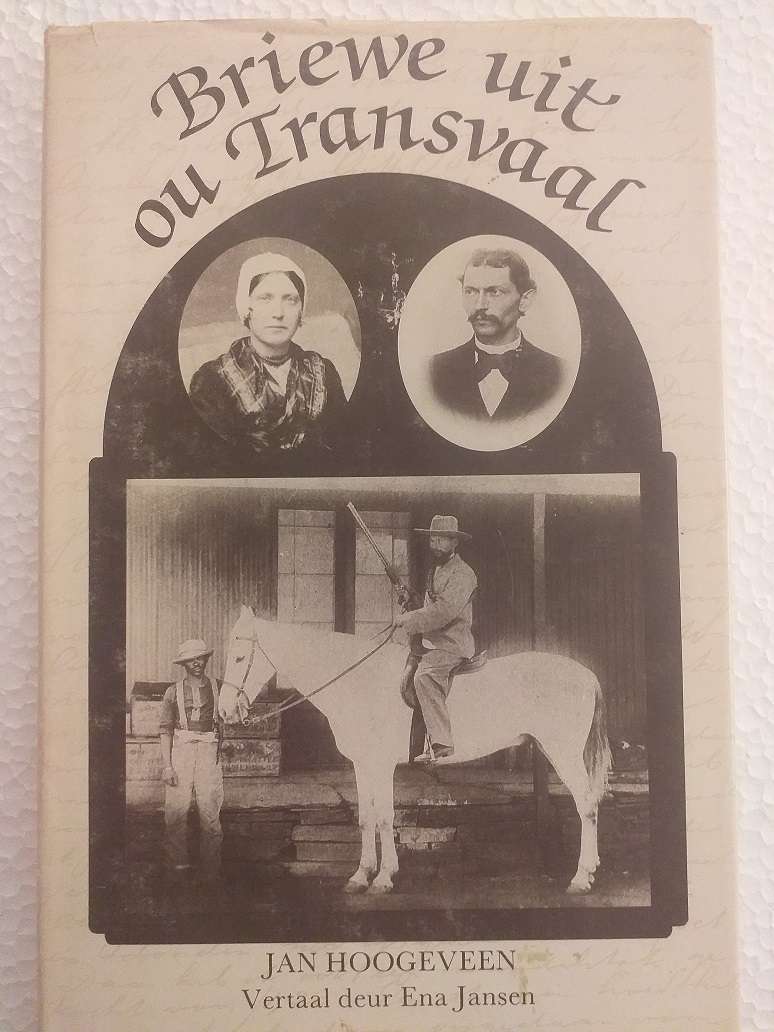 Briewe uit
ou Transvaal
JAN HOOGEVEEN
Vertaal deur Ena Jansen